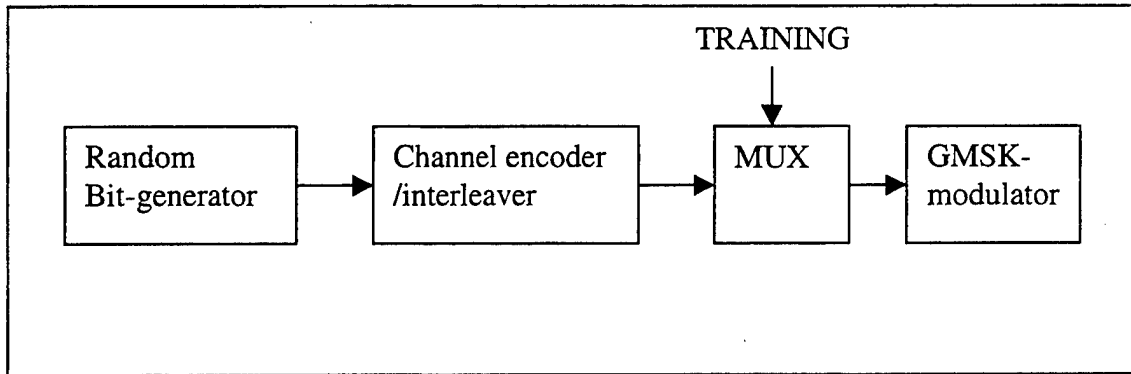 TRAINING
Random
Bit-generator
Channel encoder
/interleaver
MUX
GMSK-
modulator